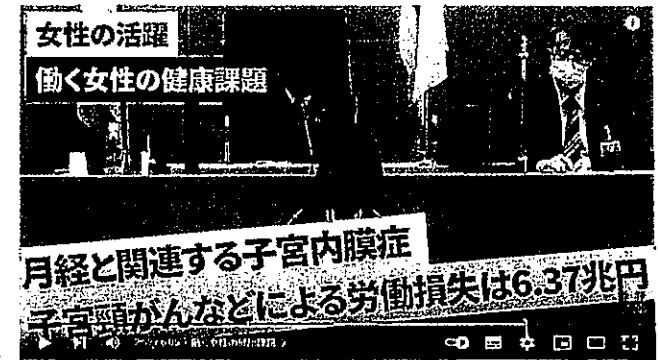 女性の活躍
働く女性の健康課題
月経と関連する子宮内膜症
子宮頸がんなどによる労働損失は6.37兆円